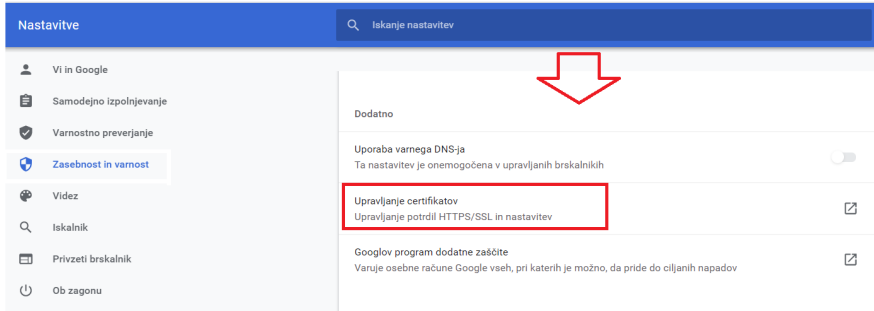 Nastavitve
Iskanje nastavitev
Vi in Google
Samodejno izpolnjevanje
Varnostno preverjanje
Zasebnost in varnost
Videz
Iskalnik
Privzeti brskalnik
Ob zagonu
Dodatno
Uporaba varnega DNS-ja
Ta nastavitev je onemogočena v upravljanih brskalnikih
Upravljanje certifikatov
Upravljanje potrdil HTTPS/SSL in nastavitev
Googlov program dodatne zaščite
Varuje osebne račune Google vseh, pri katerih je možno, da pride do ciljanih napadov